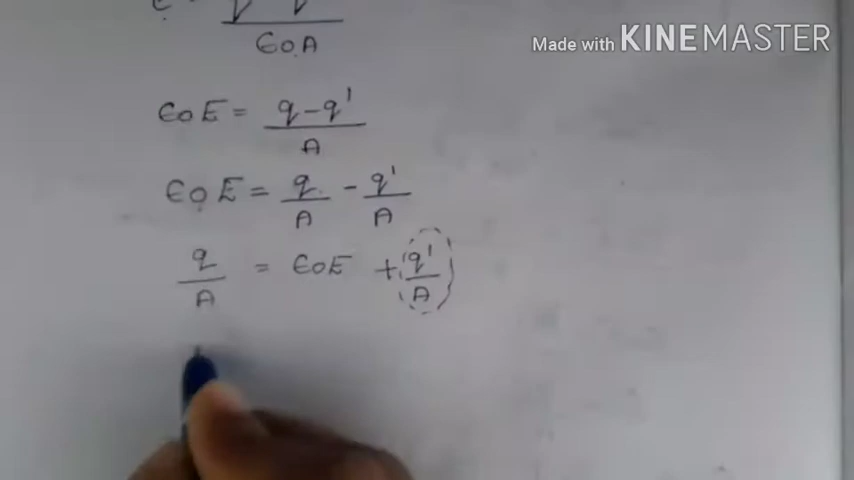 Made with KINEMASTER
ϵ0A
ϵ0E = q - q' / A
ϵ0E = q / A - q' / A
q / A = ϵ0E + q' / A